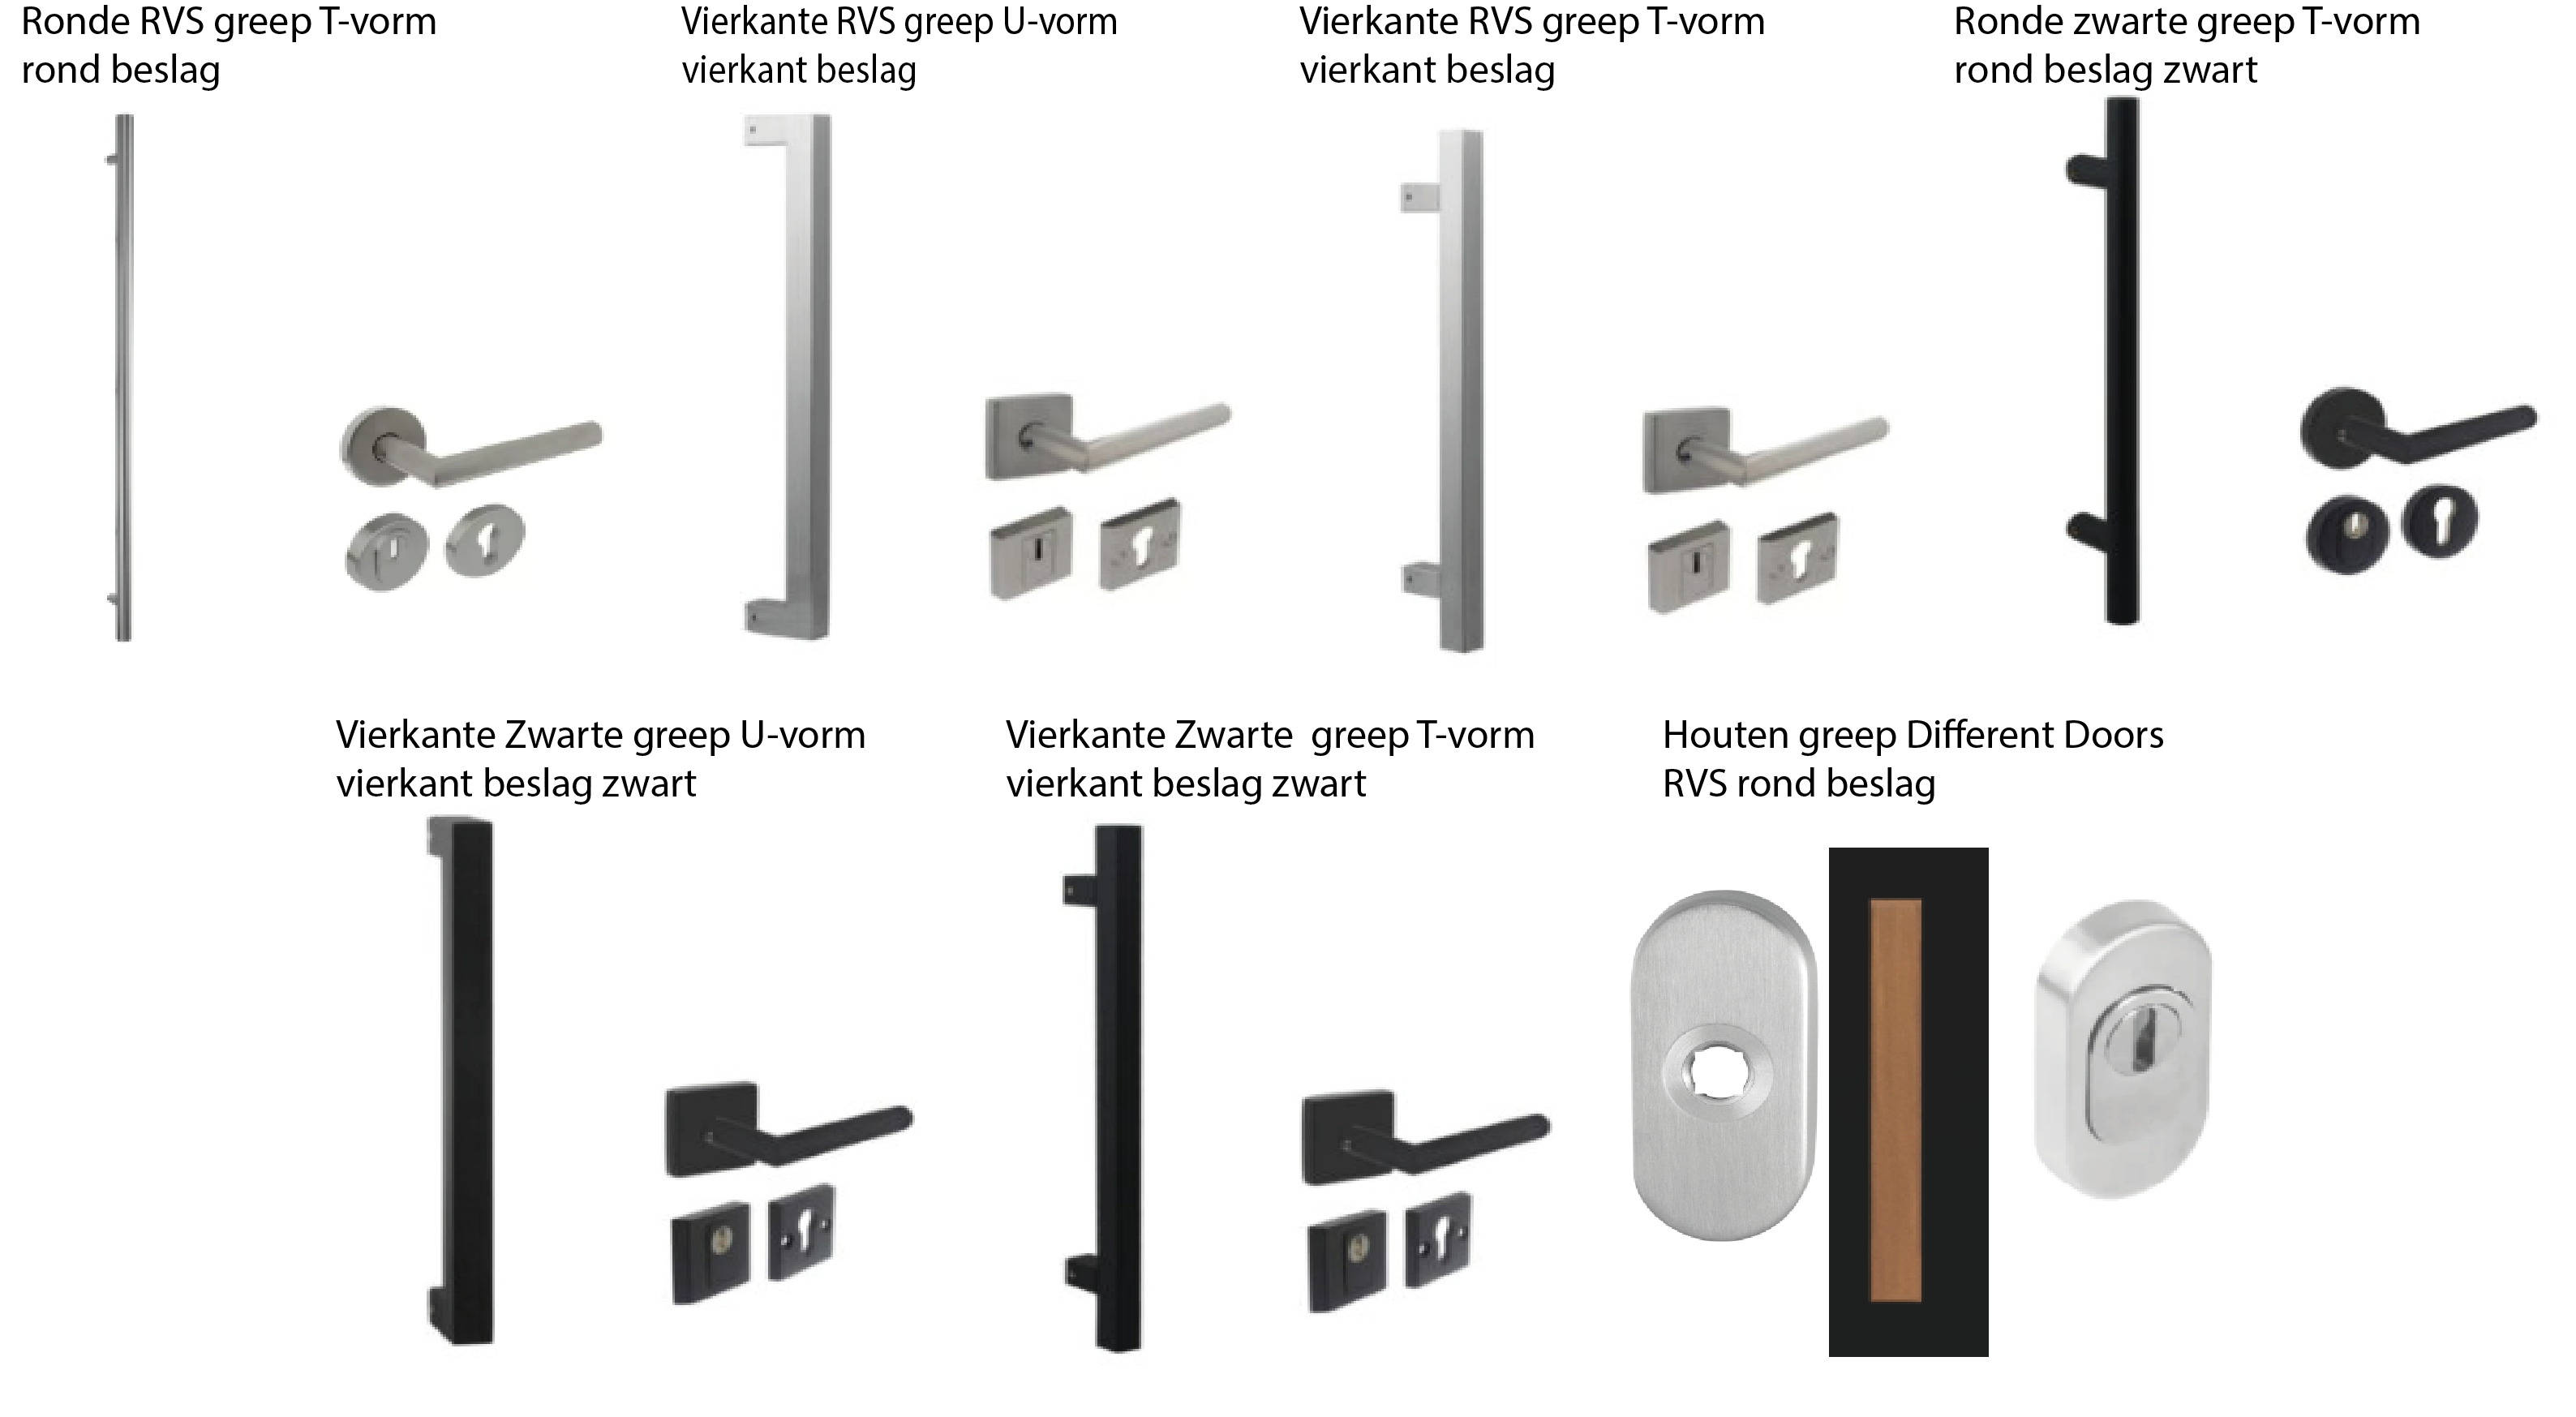 Ronde RVS greep T-vorm
rond beslag
Vierkante RVS greep U-vorm
vierkant beslag
Vierkante RVS greep T-vorm
vierkant beslag
Ronde zwarte greep T-vorm
rond beslag zwart
Vierkante Zwarte greep U-vorm
vierkant beslag zwart
Vierkante Zwarte  greep T-vorm
vierkant beslag zwart
Houten greep Different Doors
RVS rond beslag